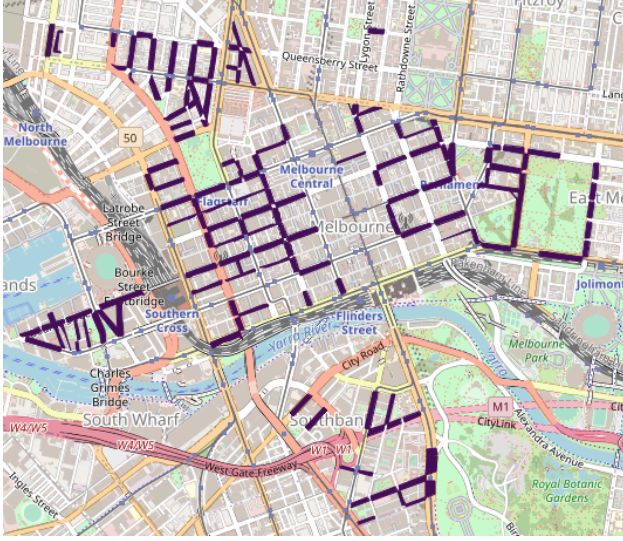 Fitzroy
Lygon Street
Rathdowne Street
Queensberry Street
Lang
North
Melbourne
50
Melbourne
Central
Flagstaff
Parliament
East Me
Latrobe
Street
Bridge
Melbourne
Bourke
Street
Footbridge
ands
Southern
Cross
Flinders
Street
Jolimont
Yarra River
Yarra
Melbourne
Park
City Road
Charles
Grimes
Bridge
South Wharf
Southbank
M1
CityLink
Alexandra Avenue
W4/W5
W4/W5
W1
W1
West Gate Freeway
Ingles Street
Royal Botanic
Gardens